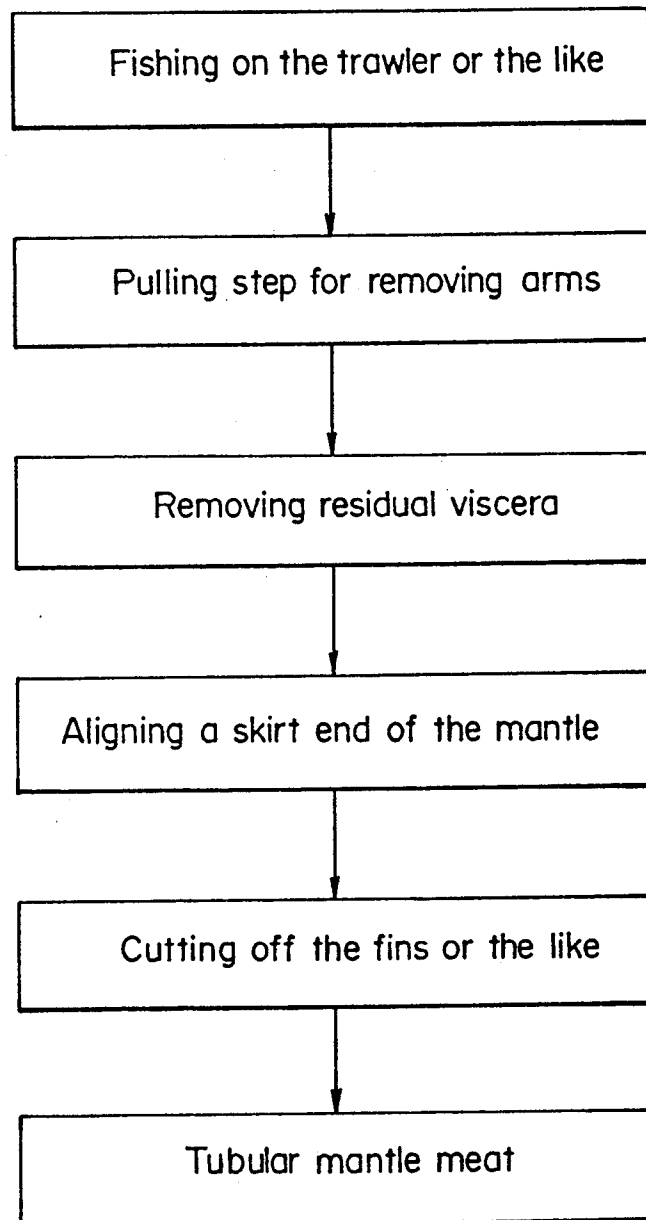 Fishing on the trawler or the like
Pulling step for removing arms
Removing residual viscera
Aligning a skirt end of the mantle
Cutting off the fins or the like
Tubular mantle meat